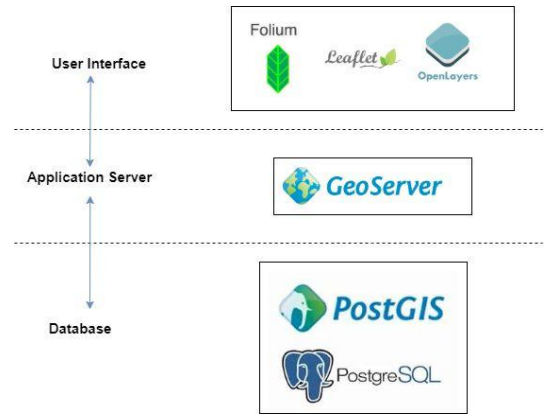 Folium
Leaflet
OpenLayers
User Interface
Application Server
GeoServer
PostGIS
Database
PostgreSQL